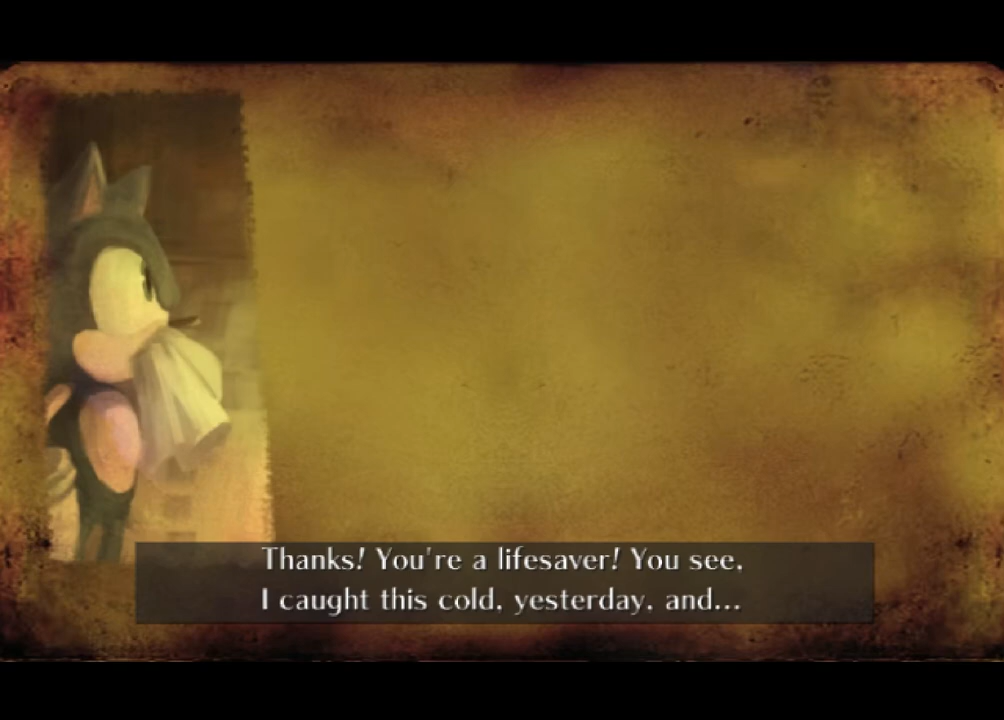 Thanks! You're a lifesaver! You see,
I caught this cold, yesterday, and...